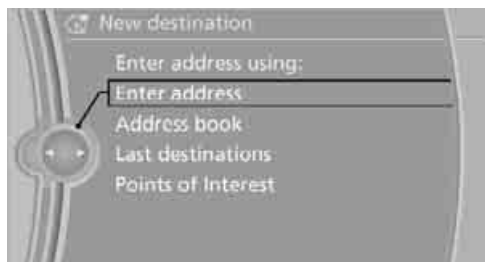 New destination
Enter address using:
Enter address
Address book
Last destinations
Points of Interest